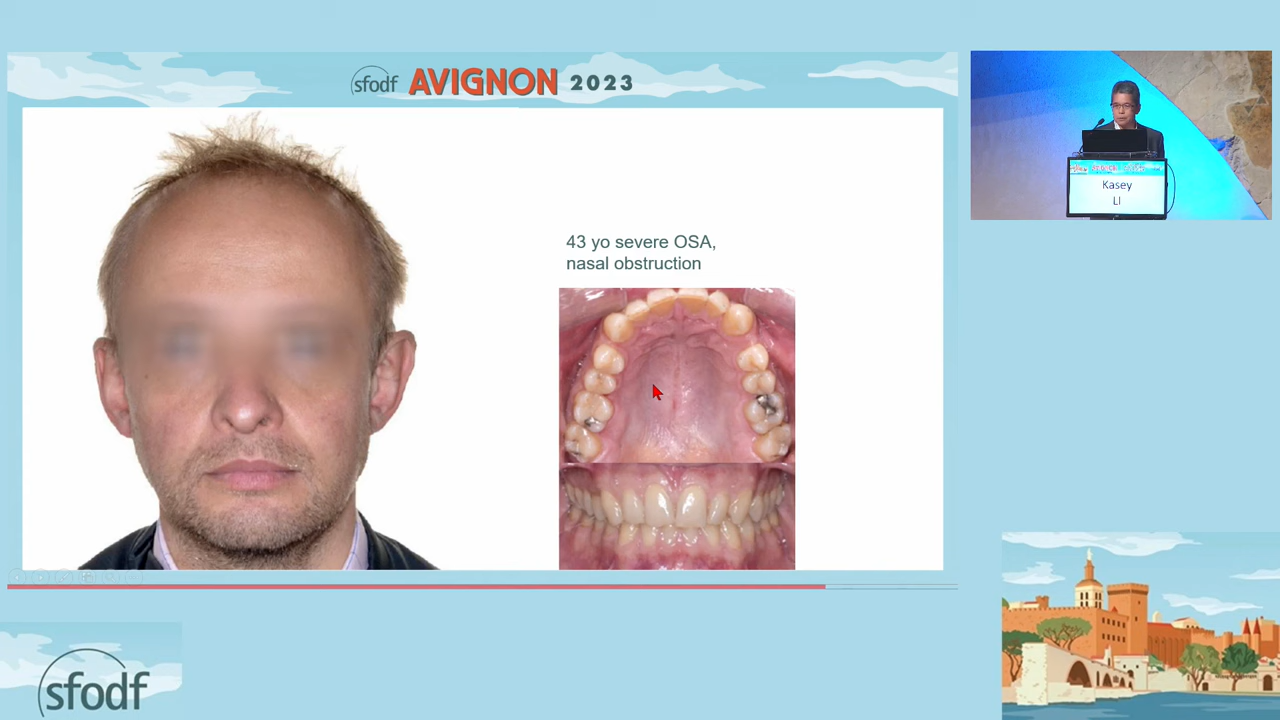 sfodf AVIGNON 2023
43 yo severe OSA,
nasal obstruction
Kasey
LI
sfodf